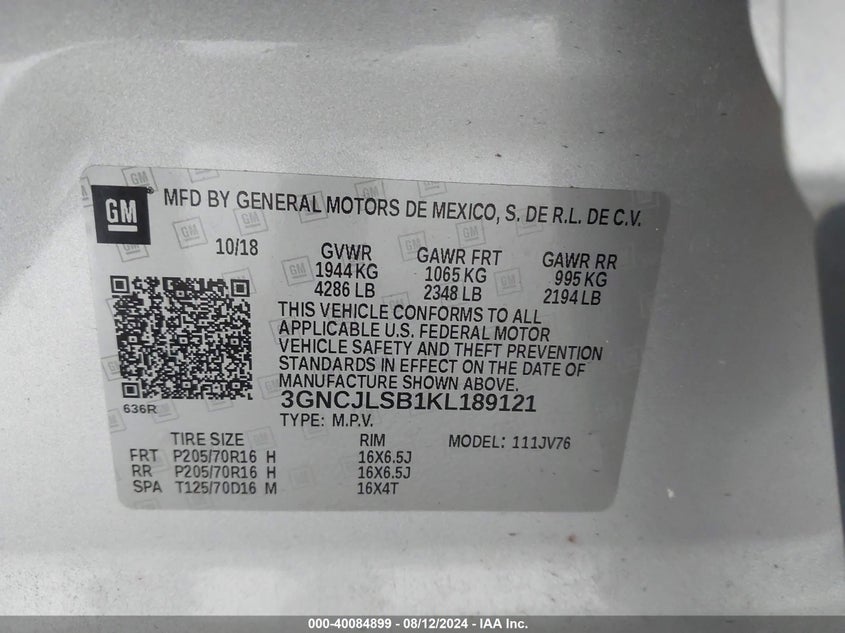 GM ® MFD BY GENERAL MOTORS DE MEXICO, S. DE R.L. DE C.V.
10/18 GVWR GAWR FRT GAWR RR
1944 KG 1065 KG 995 KG
4286 LB 2348 LB 2194 LB
THIS VEHICLE CONFORMS TO ALL
APPLICABLE U.S. FEDERAL MOTOR
VEHICLE SAFETY AND THEFT PREVENTION
STANDARDS IN EFFECT ON THE DATE OF
MANUFACTURE SHOWN ABOVE.
636R 3GNCJLSB1KL189121
TYPE: M.P.V.
TIRE SIZE RIM MODEL: 111JV76
FRT P205/70R16 H 16X6.5J
RR P205/70R16 H 16X6.5J
SPA T125/70D16 M 16X4T
000-40084899 - 08/12/2024 - IAA Inc.